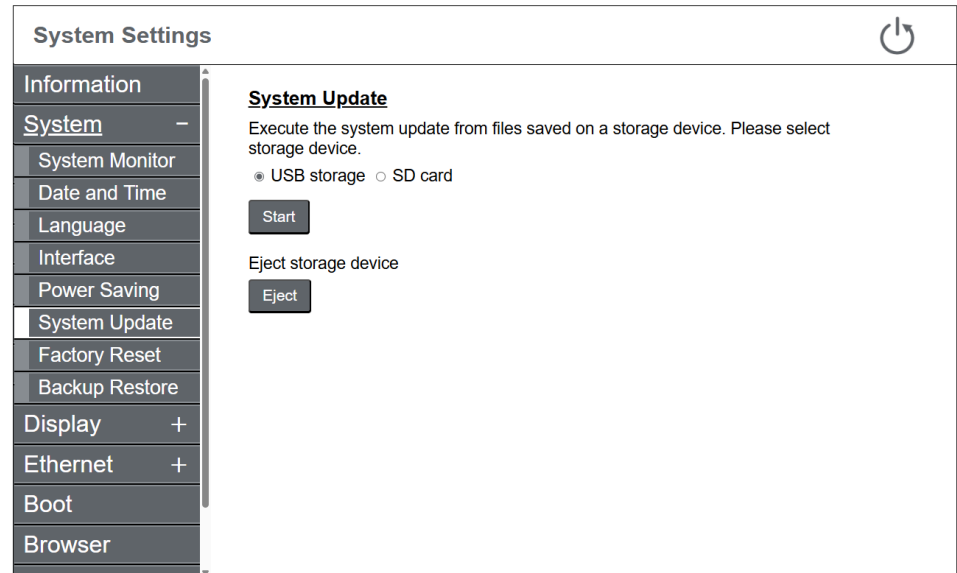 System Settings
Information
System −
System Monitor
Date and Time
Language
Interface
Power Saving
System Update
Factory Reset
Backup Restore
Display +
Ethernet +
Boot
Browser
System Update
Execute the system update from files saved on a storage device. Please select
storage device.
USB storage SD card
Start
Eject storage device
Eject